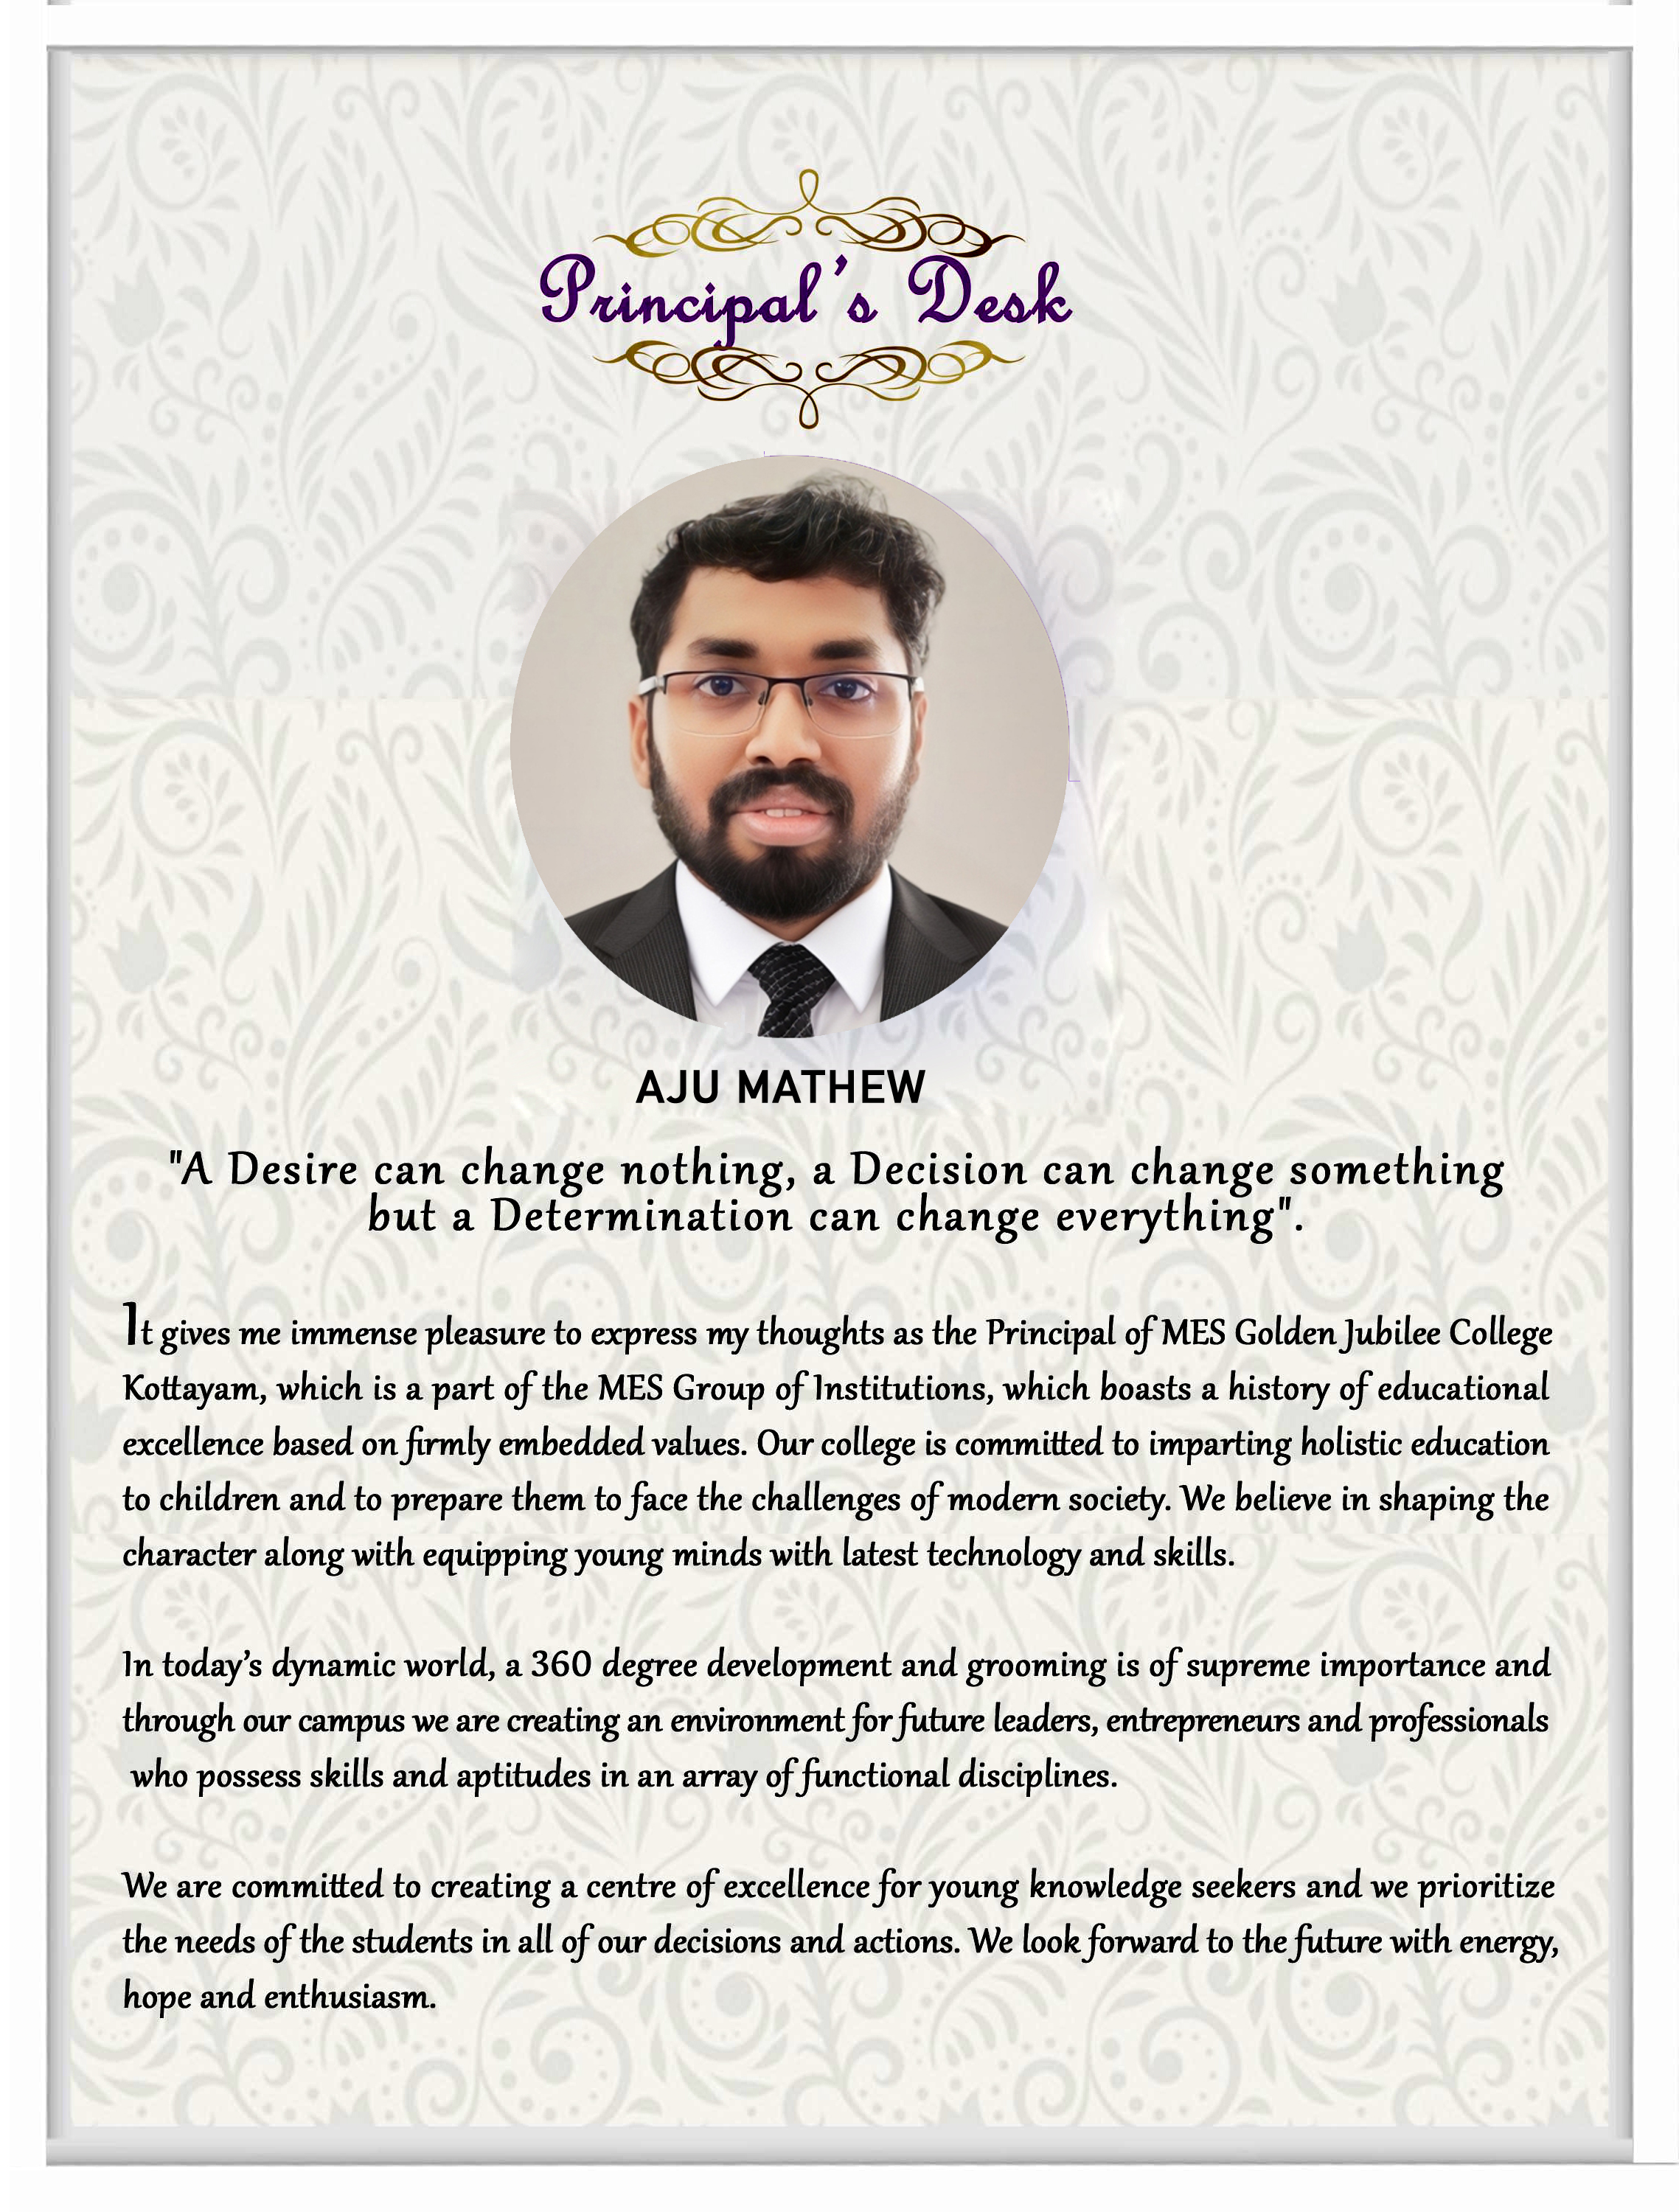 Principal's Desk
AJU MATHEW
"A Desire can change nothing, a Decision can change something
but a Determination can change everything".
It gives me immense pleasure to express my thoughts as the Principal of MES Golden Jubilee College
Kottayam, which is a part of the MES Group of Institutions, which boasts a history of educational
excellence based on firmly embedded values. Our college is committed to imparting holistic education
to children and to prepare them to face the challenges of modern society. We believe in shaping the
character along with equipping young minds with latest technology and skills.
In today’s dynamic world, a 360 degree development and grooming is of supreme importance and
through our campus we are creating an environment for future leaders, entrepreneurs and professionals
who possess skills and aptitudes in an array of functional disciplines.
We are committed to creating a centre of excellence for young knowledge seekers and we prioritize
the needs of the students in all of our decisions and actions. We look forward to the future with energy,
hope and enthusiasm.